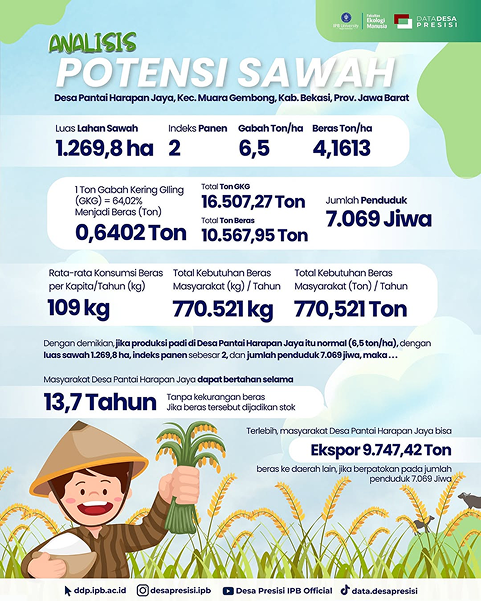 IPB University
Fakultas
Ekologi
Manusia
DATADESA
PRESISI
ANALISIS
POTENSI SAWAH
Desa Pantai Harapan Jaya, Kec. Muara Gembong, Kab. Bekasi, Prov. Jawa Barat
Luas Lahan Sawah
1.269,8 ha
Indeks Panen
2
Gabah Ton/ha
6,5
Beras Ton/ha
4,1613
1 Ton Gabah Kering Giling
(GKG) = 64,02%
Menjadi Beras (Ton)
0,6402 Ton
Total Ton GKG
16.507,27 Ton
Total Ton Beras
10.567,95 Ton
Jumlah Penduduk
7.069 Jiwa
Rata-rata Konsumsi Beras
per Kapita/Tahun (kg)
109 kg
Total Kebutuhan Beras
Masyarakat (kg) / Tahun
770.521 kg
Total Kebutuhan Beras
Masyarakat (Ton) / Tahun
770,521 Ton
Dengan demikian, jika produksi padi di Desa Pantai Harapan Jaya itu normal (6,5 ton/ha), dengan
luas sawah 1.269,8 ha, indeks panen sebesar 2, dan jumlah penduduk 7.069 jiwa, maka . . .
Masyarakat Desa Pantai Harapan Jaya dapat bertahan selama
13,7 Tahun
Tanpa kekurangan beras
Jika beras tersebut dijadikan stok
Terlebih, masyarakat Desa Pantai Harapan Jaya bisa
Ekspor 9.747,42 Ton
beras ke daerah lain, jika berpatokan pada jumlah
penduduk 7.069 Jiwa
ddp.ipb.ac.id
desapresisi.ipb
Desa Presisi IPB Official
data.desapresisi